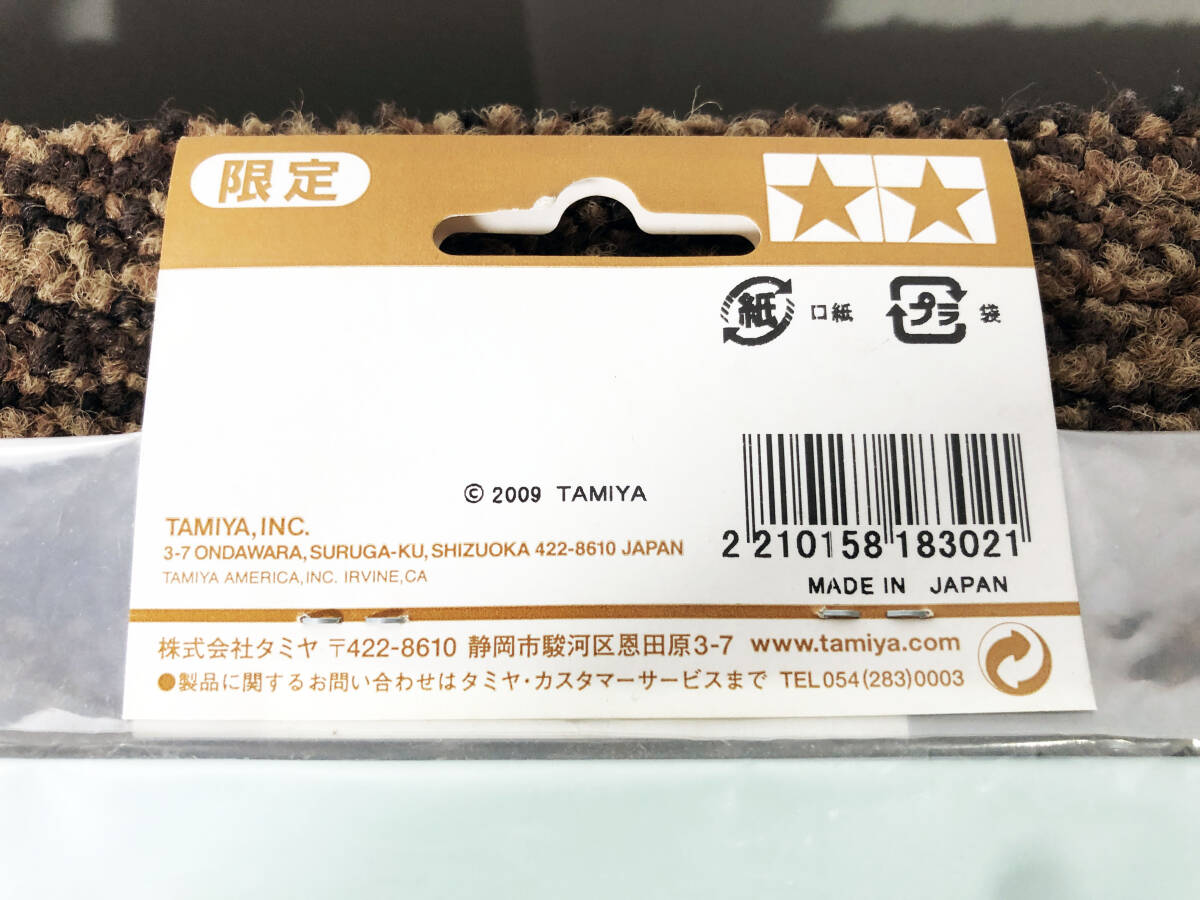 限定
紙 口紙 プラ 袋
© 2009 TAMIYA
TAMIYA, INC.
3-7 ONDAWARA, SURUGA-KU, SHIZUOKA 422-8610 JAPAN
TAMIYA AMERICA, INC. IRVINE, CA
2 210158 183021
MADE IN JAPAN
株式会社タミヤ 〒422-8610 静岡市駿河区恩田原3-7 www.tamiya.com
●製品に関するお問い合わせはタミヤ・カスタマーサービスまで TEL 054 (283) 0003